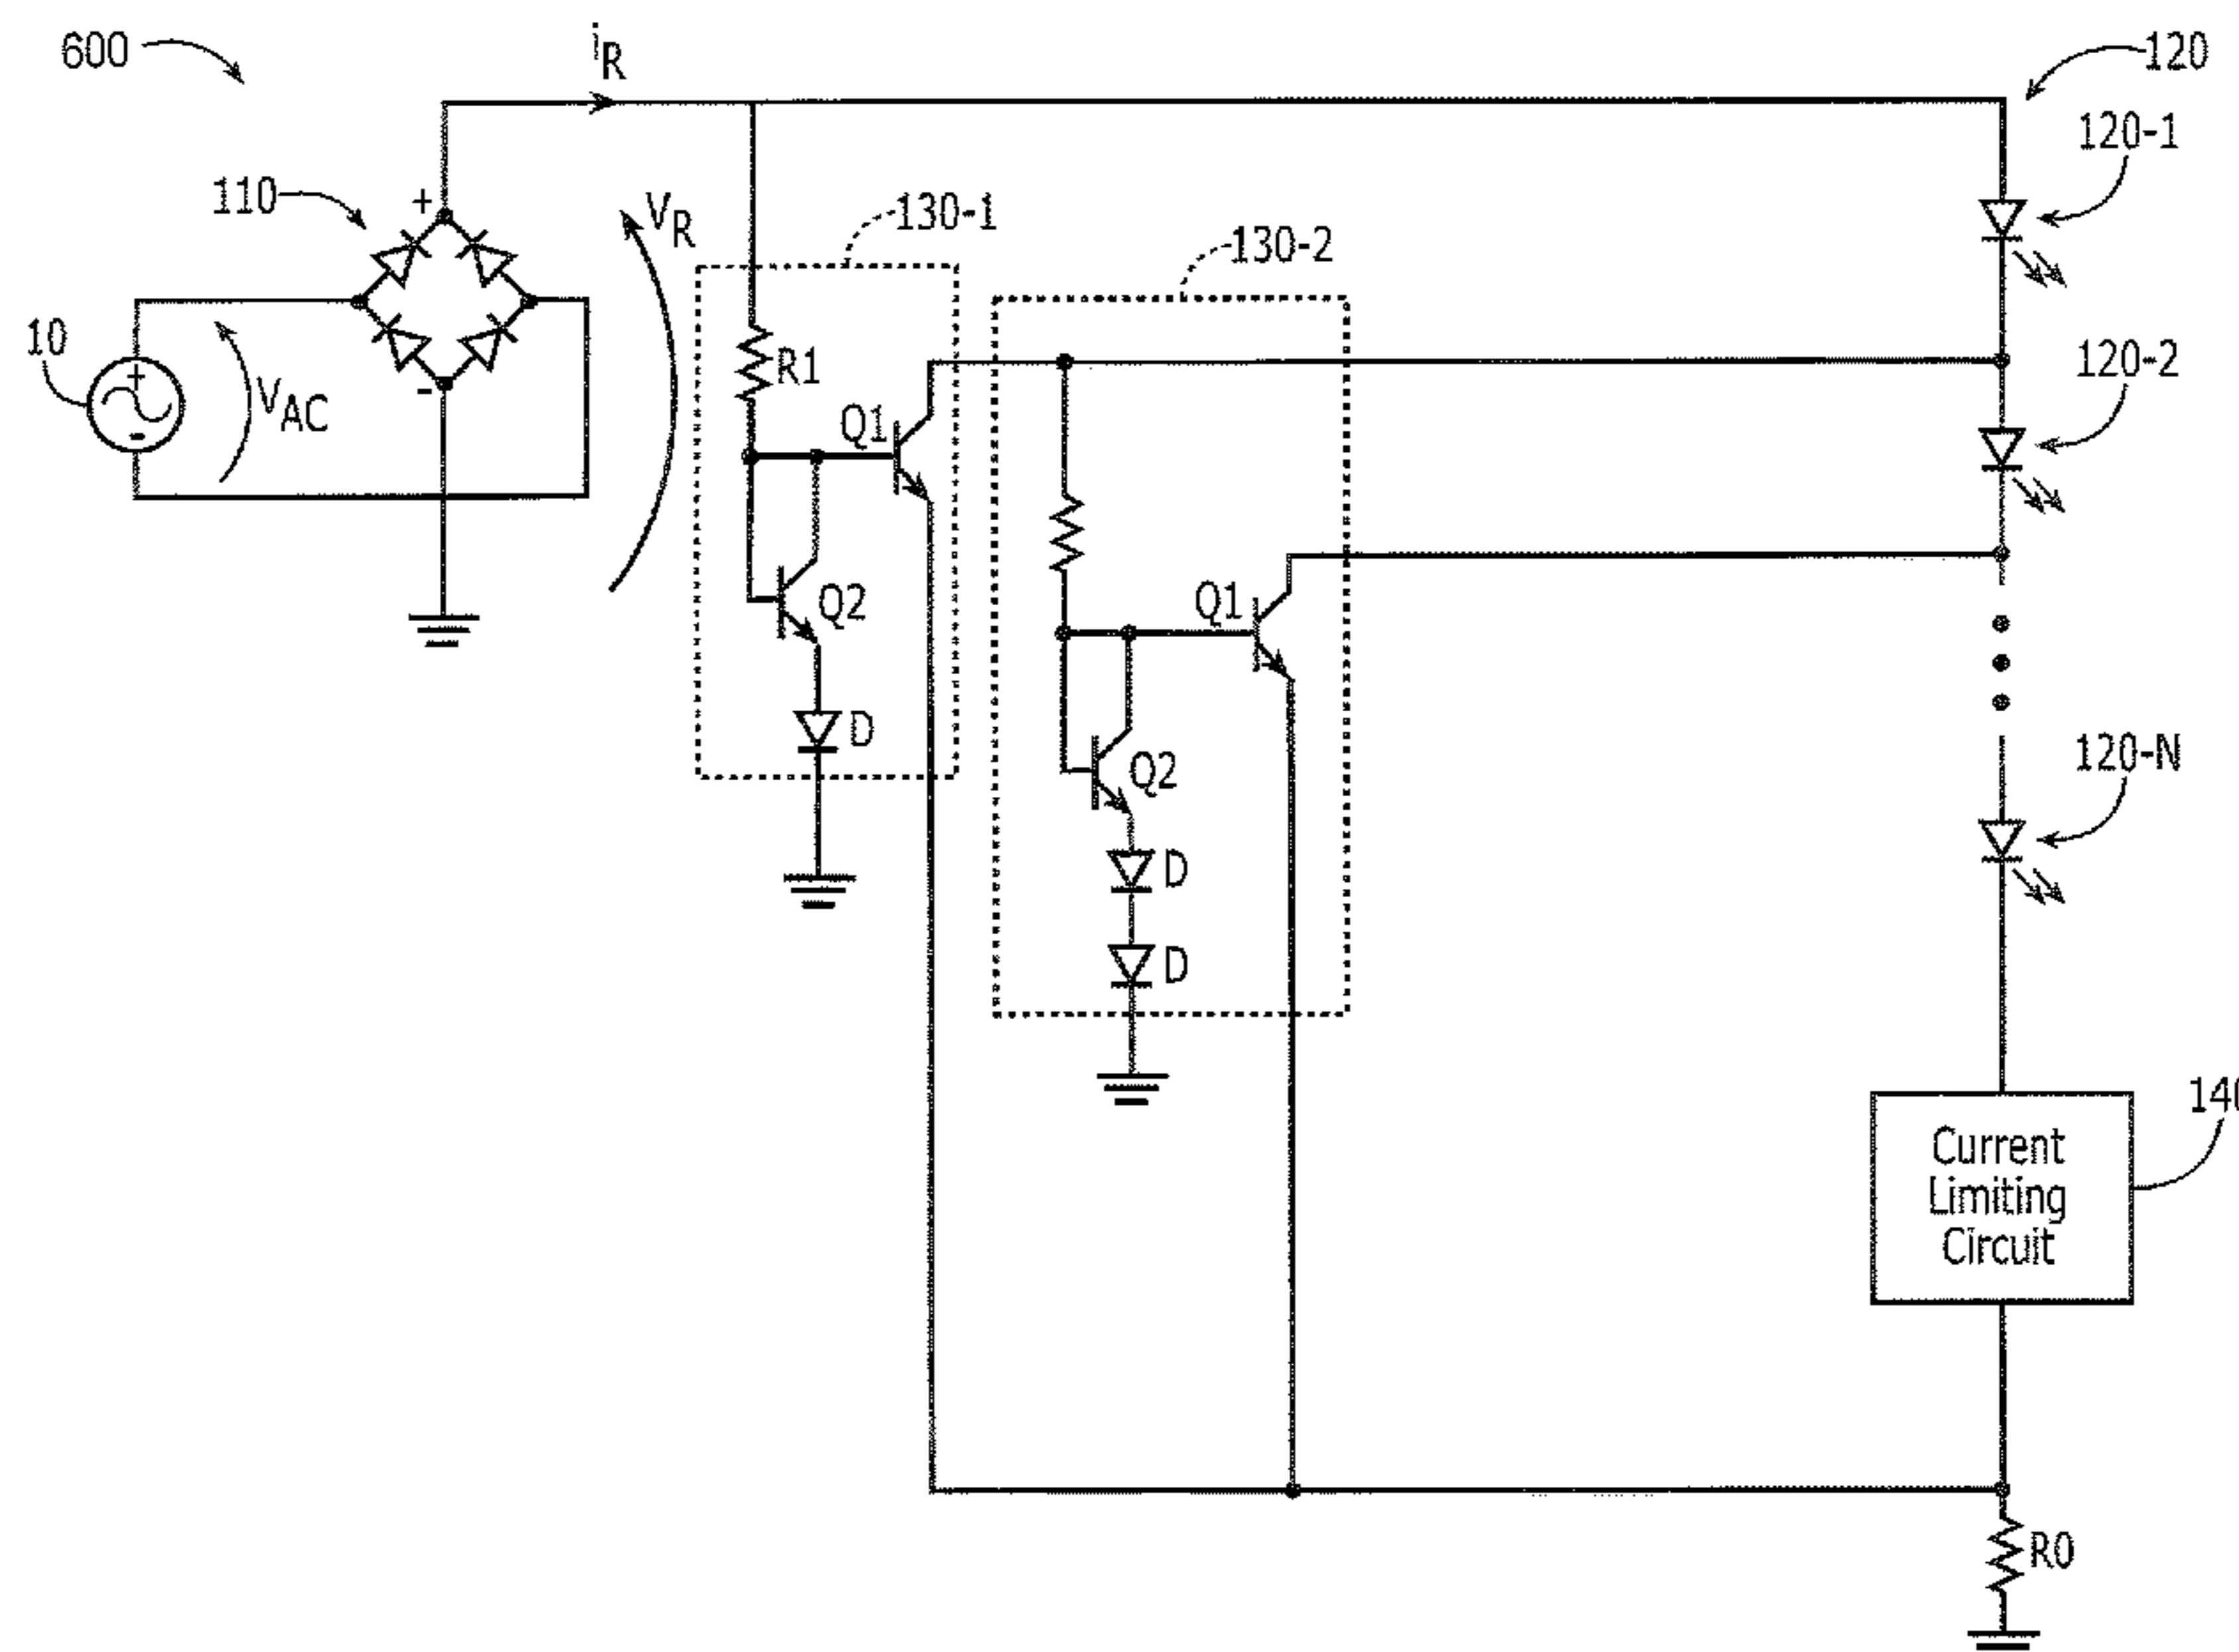 600
iR
120
120-1
110
+
VR
130-1
130-2
10
+
-
VAC
-
R1
Q1
120-2
Q2
Q1
D
Q2
120-N
D
D
140
Current
Limiting
Circuit
R0